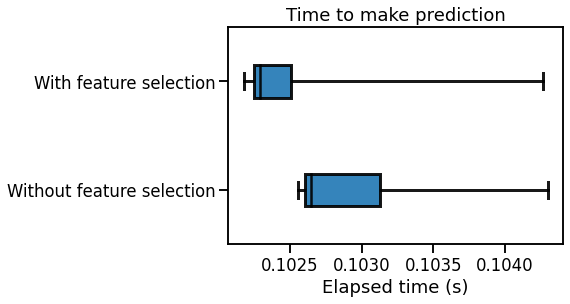 Time to make prediction
With feature selection
Without feature selection
0.1025 0.1030 0.1035 0.1040
Elapsed time (s)